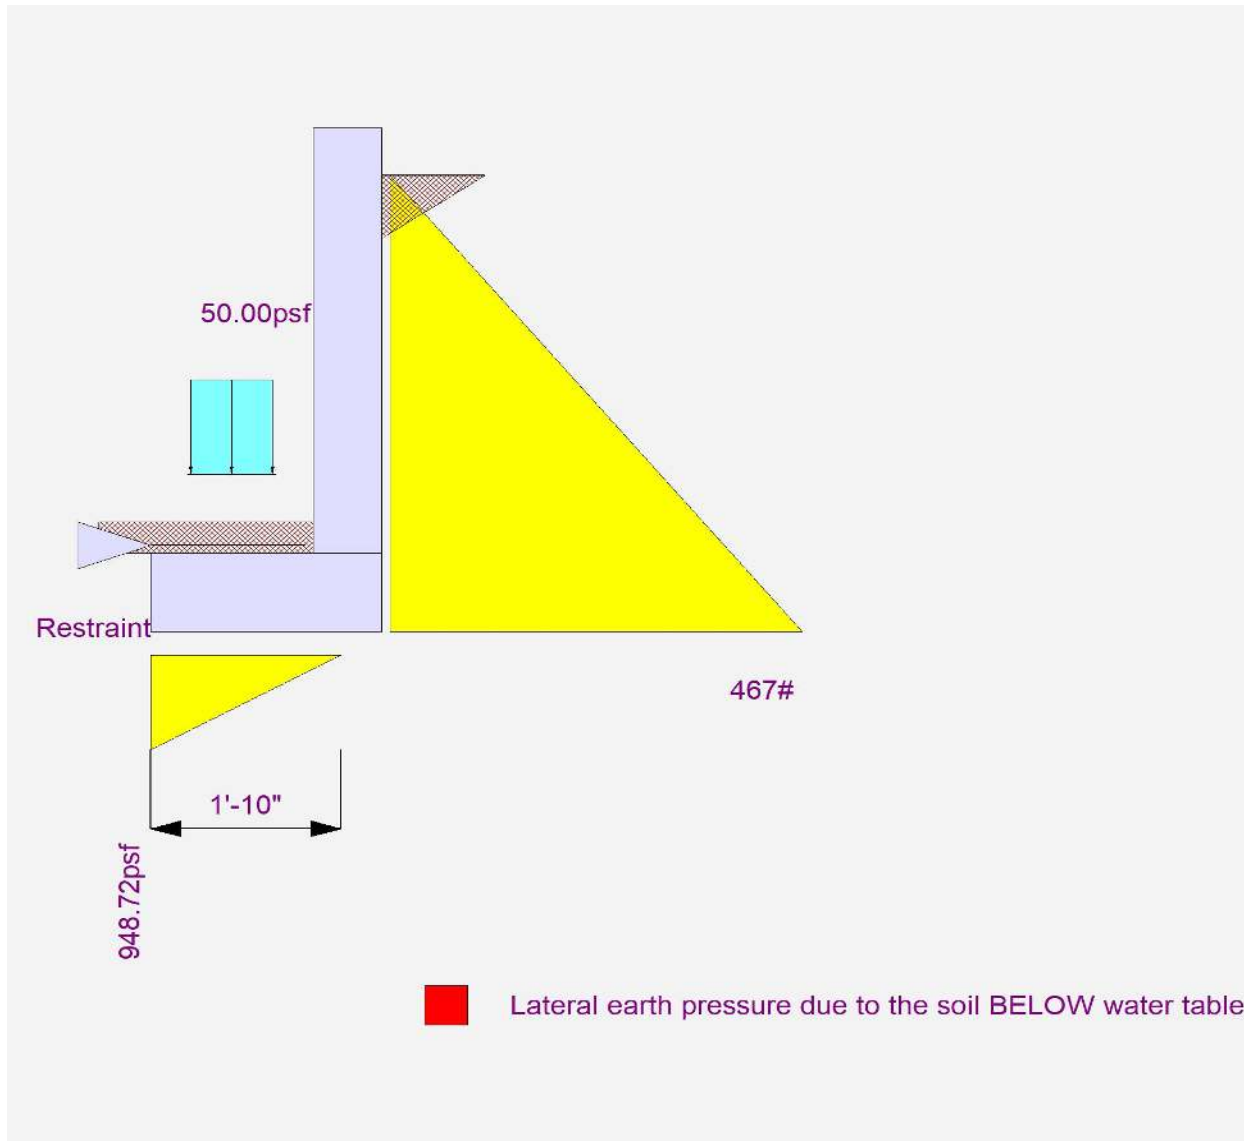 50.00psf
Restraint
467#
1'-10"
948.72psf
Lateral earth pressure due to the soil BELOW water table